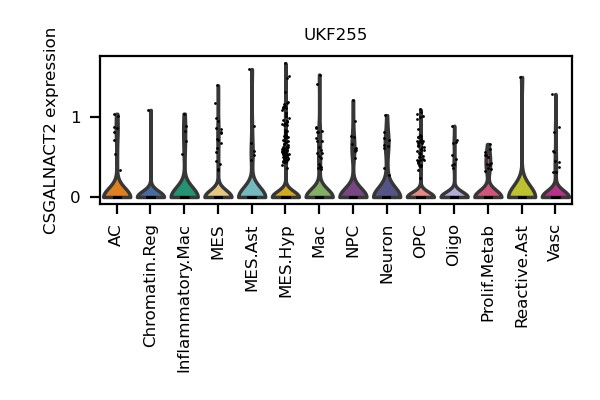 UKF255
CSGALNACT2 expression
1
0
AC
Chromatin.Reg
Inflammatory.Mac
MES
MES.Ast
MES.Hyp
Mac
NPC
Neuron
OPC
Oligo
Prolif.Metab
Reactive.Ast
Vasc